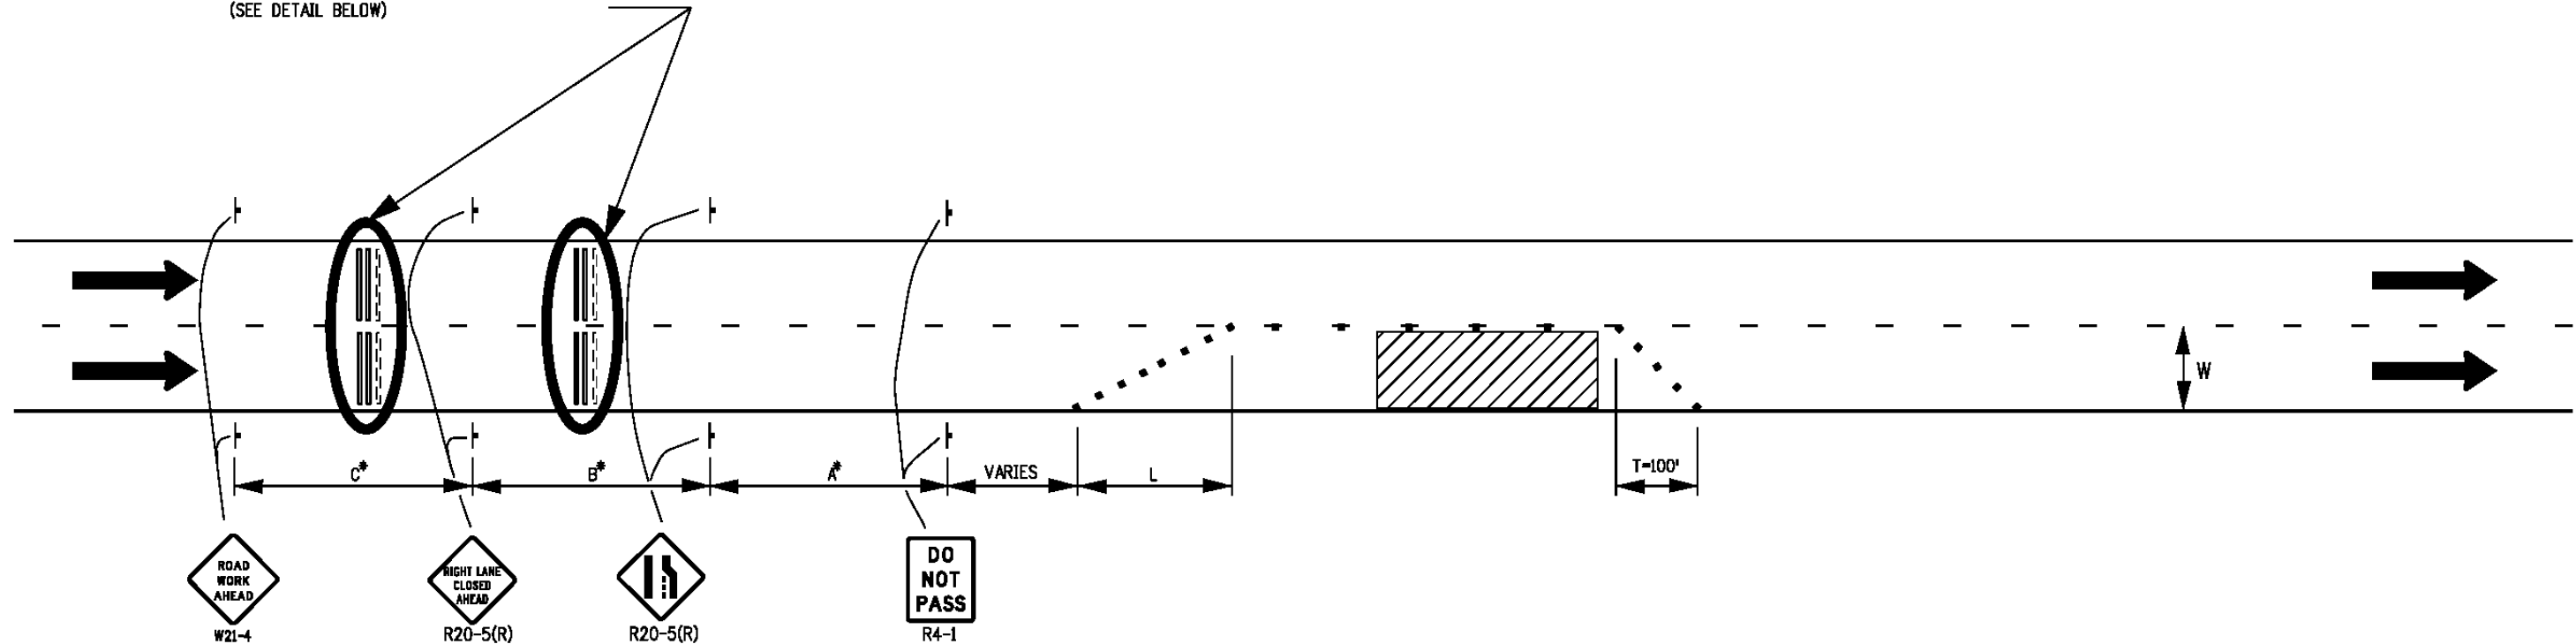 (SEE DETAIL BELOW)
W
C* B* A* VARIES L T=100'
ROAD
WORK
AHEAD
W21-4
RIGHT LANE
CLOSED
AHEAD
R20-5(R)
R20-5(R)
DO
NOT
PASS
R4-1